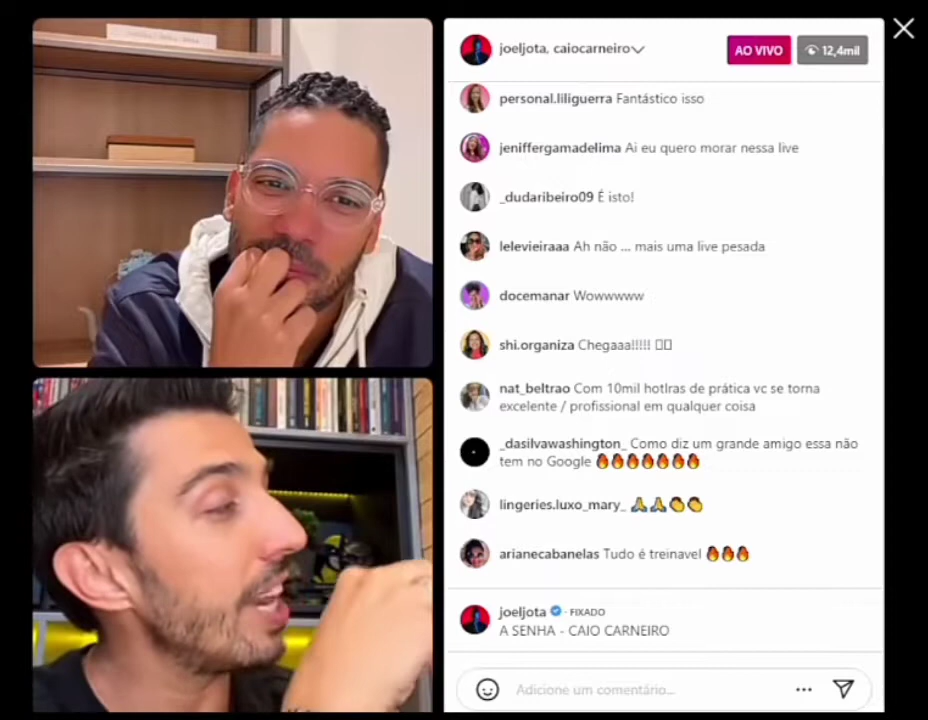 joeljota, caiocarneiro
AO VIVO
12,4mil
personal.liliguerra Fantástico isso
jeniffergamadelima Ai eu quero morar nessa live
_dudaribeiro09 É isto!
lelevieiraaa Ah não ... mais uma live pesada
docemanar Wowwwww
shi.organiza Chegaaa!!!!! 
nat_beltrao Com 10mil hotlras de prática vc se torna
excelente / profissional em qualquer coisa
_dasilvawashington_ Como diz um grande amigo essa não
tem no Google 🔥🔥🔥🔥🔥🔥🔥
lingeries.luxo_mary_ 🙏🙏👏👏
arianecabanelas Tudo é treinavel 🔥🔥🔥
joeljota · FIXADO
A SENHA - CAIO CARNEIRO
Adicione um comentário...